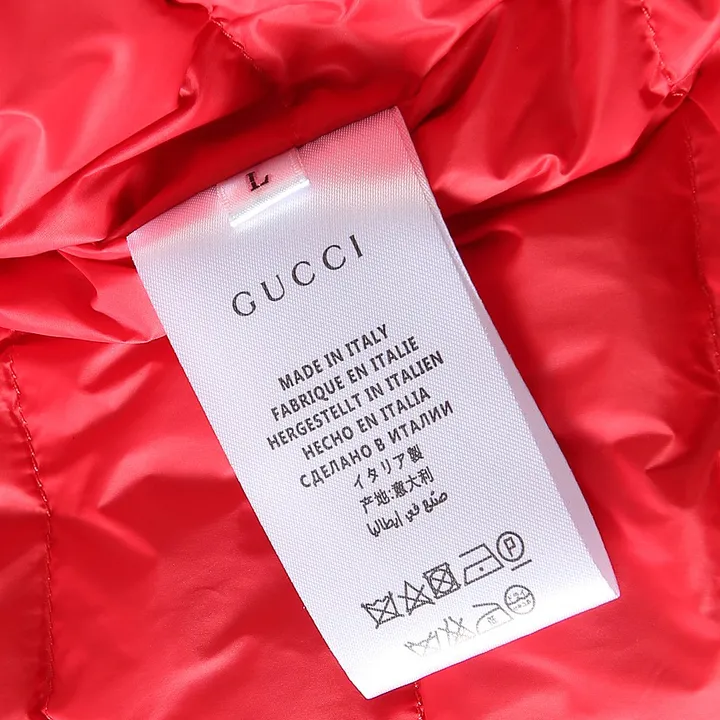 L
GUCCI
MADE IN ITALY
FABRIQUE EN ITALIE
HERGESTELLT IN ITALIEN
HECHO EN ITALIA
СДЕЛАНО В ИТАЛИИ
イタリア製
产地:意大利
صنع في إيطاليا
P